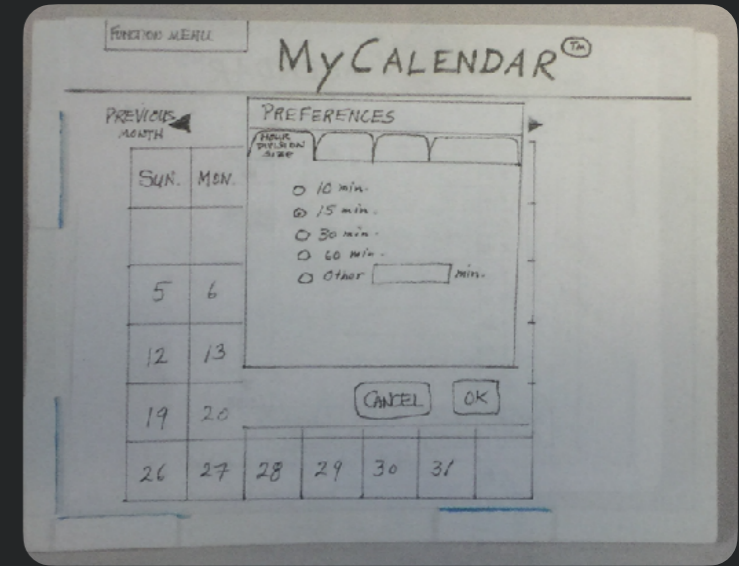 FUNCTION MENU
MyCALENDAR TM
PREVIOUS
MONTH
PREFERENCES
HOUR
DIVISION
SIZE
SUN. MON.
10 min.
15 min.
30 min.
60 min.
Other min.
5 6
12 13
CANCEL OK
19 20
26 27 28 29 30 31